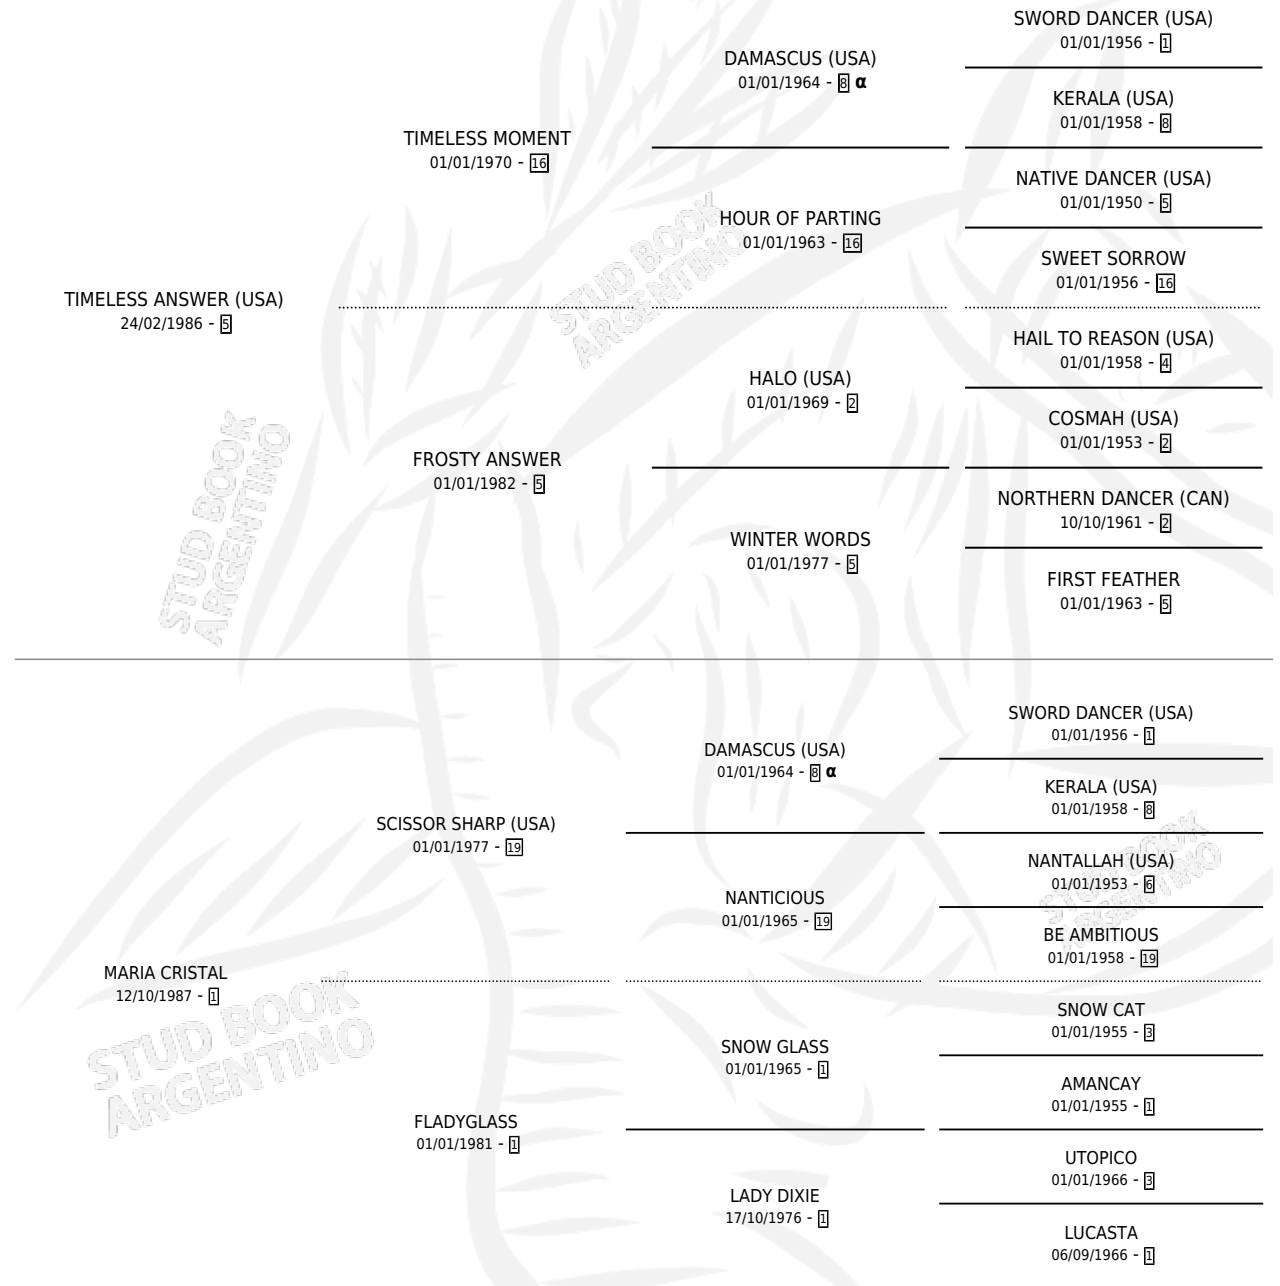 SWORD DANCER (USA)
01/01/1956 - 1
DAMASCUS (USA)
01/01/1964 - 8 α
KERALA (USA)
01/01/1958 - 8
TIMELESS MOMENT
01/01/1970 - 16
NATIVE DANCER (USA)
01/01/1950 - 5
HOUR OF PARTING
01/01/1963 - 16
SWEET SORROW
01/01/1956 - 16
TIMELESS ANSWER (USA)
24/02/1986 - 5
HAIL TO REASON (USA)
01/01/1958 - 4
HALO (USA)
01/01/1969 - 2
COSMAH (USA)
01/01/1953 - 2
FROSTY ANSWER
01/01/1982 - 5
NORTHERN DANCER (CAN)
10/10/1961 - 2
WINTER WORDS
01/01/1977 - 5
FIRST FEATHER
01/01/1963 - 5
STUD BOOK
ARGENTINO
STUD BOOK
ARGENTINO
SWORD DANCER (USA)
01/01/1956 - 1
DAMASCUS (USA)
01/01/1964 - 8 α
KERALA (USA)
01/01/1958 - 8
SCISSOR SHARP (USA)
01/01/1977 - 19
NANTALLAH (USA)
01/01/1953 - 6
NANTICIOUS
01/01/1965 - 19
BE AMBITIOUS
01/01/1958 - 19
MARIA CRISTAL
12/10/1987 - 1
SNOW CAT
01/01/1955 - 3
SNOW GLASS
01/01/1965 - 1
AMANCAY
01/01/1955 - 1
FLADYGLASS
01/01/1981 - 1
UTOPICO
01/01/1966 - 3
LADY DIXIE
17/10/1976 - 1
LUCASTA
06/09/1966 - 1
STUD BOOK
ARGENTINO
STUD BOOK
ARGENTINO